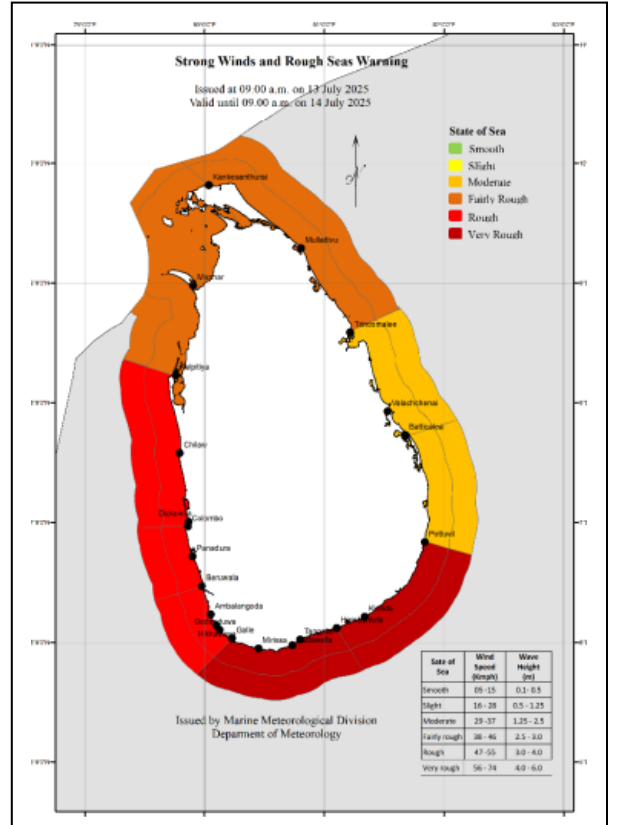 Strong Winds and Rough Seas Warning
Issued at 09.00 a.m. on 13 July 2025
Valid until 09.00 a.m. on 14 July 2025
State of Sea
Smooth
Slight
Moderate
Fairly Rough
Rough
Very Rough
Kankesanthurai
Mullaitivu
Mannar
Trincomalee
Kalpitiya
Valachchenai
Batticaloa
Chilaw
Colombo
Pottuvil
Panadura
Beruwala
Ambalangoda
Galle
Mirissa
Kirinda
Sate of Sea | Wind Speed (Kmph) | Wave Height (m)
Smooth | 05 -15 | 0.1- 0.5
Slight | 16 - 28 | 0.5 - 1.25
Moderate | 29 -37 | 1.25 - 2.5
Fairly rough | 38 - 46 | 2.5 - 3.0
Rough | 47 -55 | 3.0 - 4.0
Very rough | 56 - 74 | 4.0 - 6.0
Issued by Marine Meteorological Division
Deparment of Meteorology